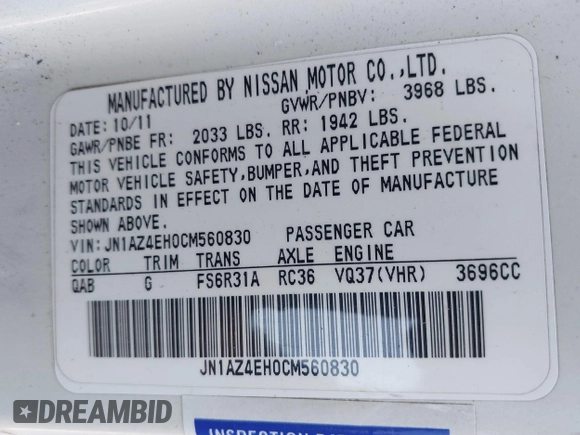 MANUFACTURED BY NISSAN MOTOR CO.,LTD.
DATE: 10/11 GVWR/PNBV: 3968 LBS.
GAWR/PNBE FR: 2033 LBS. RR: 1942 LBS.
THIS VEHICLE CONFORMS TO ALL APPLICABLE FEDERAL
MOTOR VEHICLE SAFETY,BUMPER,AND THEFT PREVENTION
STANDARDS IN EFFECT ON THE DATE OF MANUFACTURE
SHOWN ABOVE.
VIN: JN1AZ4EH0CM560830 PASSENGER CAR
COLOR TRIM TRANS AXLE ENGINE
QAB G FS6R31A RC36 VQ37(VHR) 3696CC
JN1AZ4EH0CM560830
DREAMBID